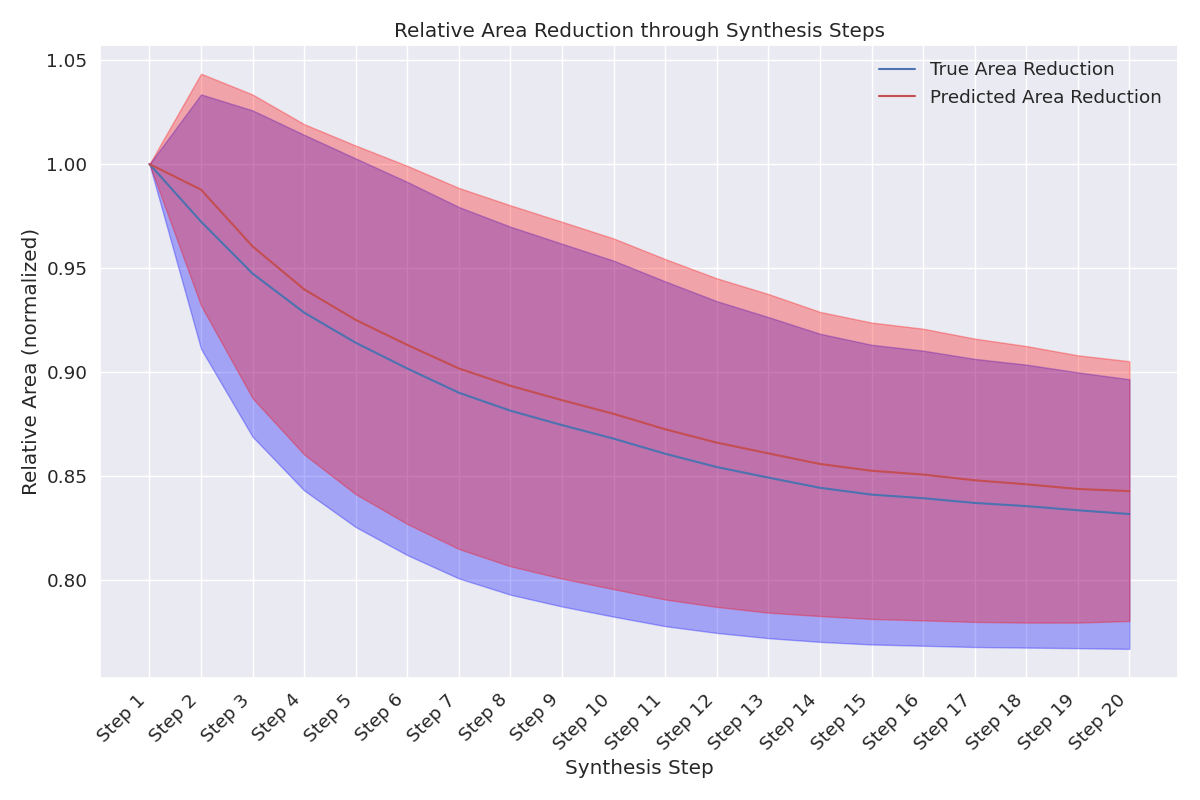 Relative Area Reduction through Synthesis Steps
True Area Reduction
Predicted Area Reduction
Relative Area (normalized)
1.05
1.00
0.95
0.90
0.85
0.80
Step 1
Step 2
Step 3
Step 4
Step 5
Step 6
Step 7
Step 8
Step 9
Step 10
Step 11
Step 12
Step 13
Step 14
Step 15
Step 16
Step 17
Step 18
Step 19
Step 20
Synthesis Step